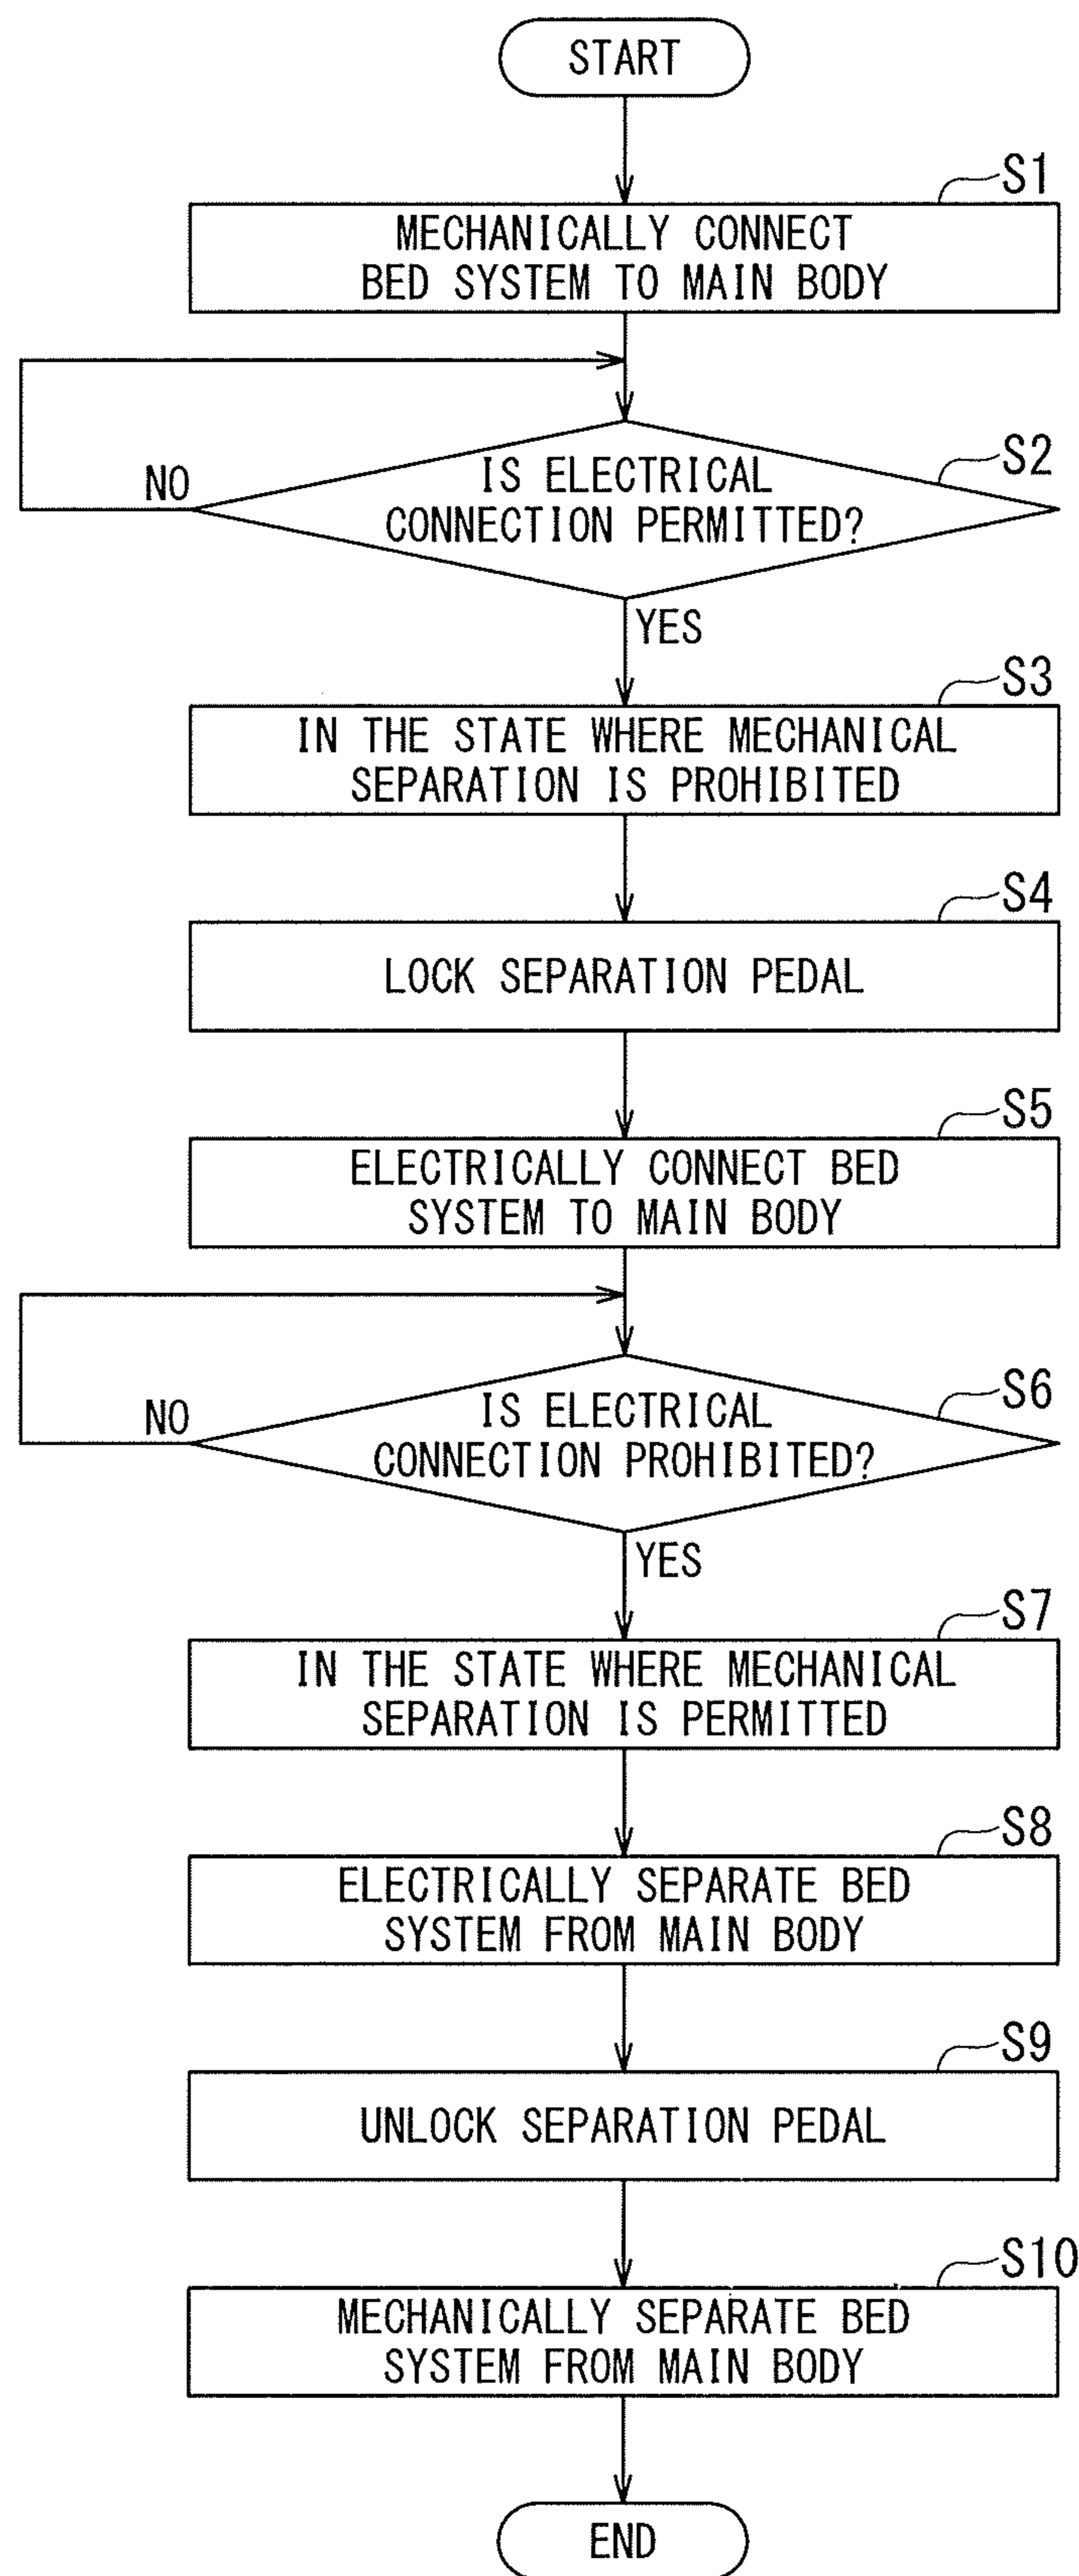 START
S1
MECHANICALLY CONNECT
BED SYSTEM TO MAIN BODY
S2
IS ELECTRICAL
CONNECTION PERMITTED?
NO
YES
S3
IN THE STATE WHERE MECHANICAL
SEPARATION IS PROHIBITED
S4
LOCK SEPARATION PEDAL
S5
ELECTRICALLY CONNECT BED
SYSTEM TO MAIN BODY
S6
IS ELECTRICAL
CONNECTION PROHIBITED?
NO
YES
S7
IN THE STATE WHERE MECHANICAL
SEPARATION IS PERMITTED
S8
ELECTRICALLY SEPARATE BED
SYSTEM FROM MAIN BODY
S9
UNLOCK SEPARATION PEDAL
S10
MECHANICALLY SEPARATE BED
SYSTEM FROM MAIN BODY
END